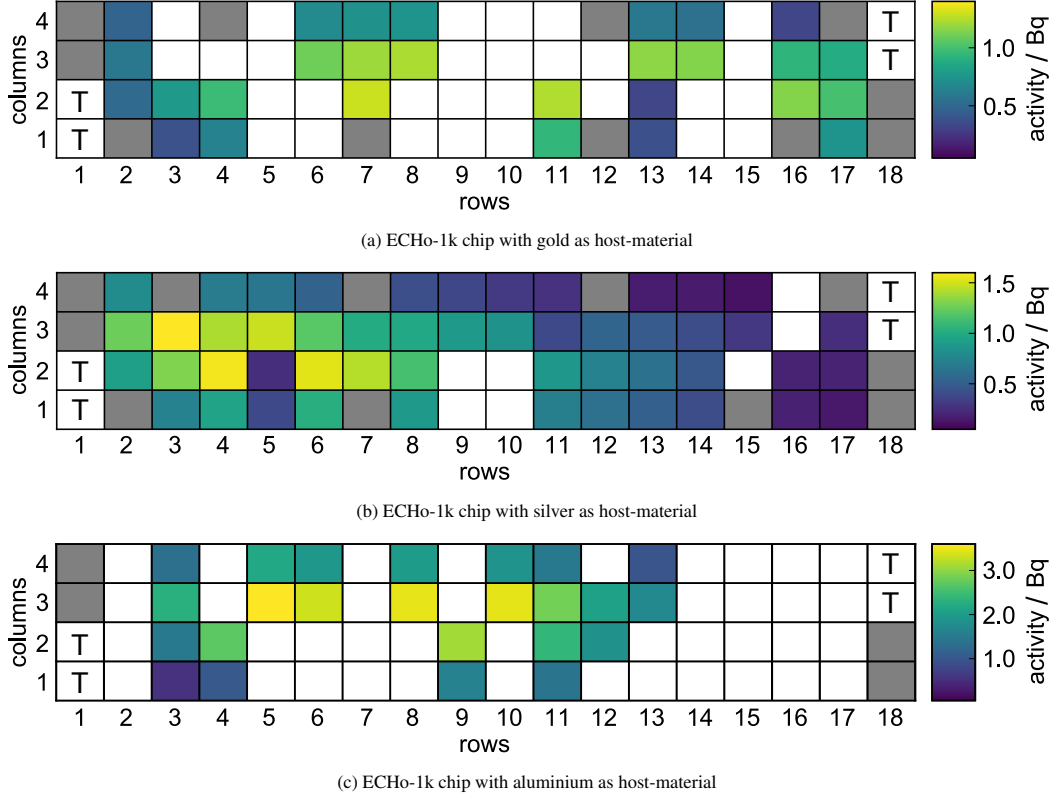 4 T
3 T 1.0
columns
2 T 0.5
1 T
activity / Bq
1 2 3 4 5 6 7 8 9 10 11 12 13 14 15 16 17 18
rows
(a) ECHo-1k chip with gold as host-material
4 T 1.5
3 T 1.0
columns
2 T 0.5
1 T
activity / Bq
1 2 3 4 5 6 7 8 9 10 11 12 13 14 15 16 17 18
rows
(b) ECHo-1k chip with silver as host-material
4 T 3.0
3 T 2.0
columns
2 T 1.0
1 T
activity / Bq
1 2 3 4 5 6 7 8 9 10 11 12 13 14 15 16 17 18
rows
(c) ECHo-1k chip with aluminium as host-material